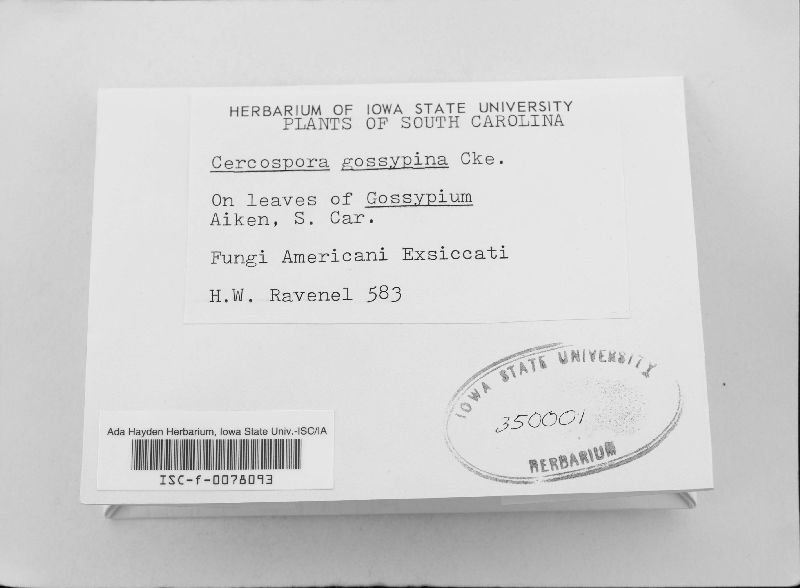 HERBARIUM OF IOWA STATE UNIVERSITY
PLANTS OF SOUTH CAROLINA
Cercospora gossypina Cke.
On leaves of Gossypium
Aiken, S. Car.
Fungi Americani Exsiccati
H.W. Ravenel 583
IOWA STATE UNIVERSITY
350001
HERBARIUM
Ada Hayden Herbarium, Iowa State Univ.-ISC/IA
ISC-f-0078093